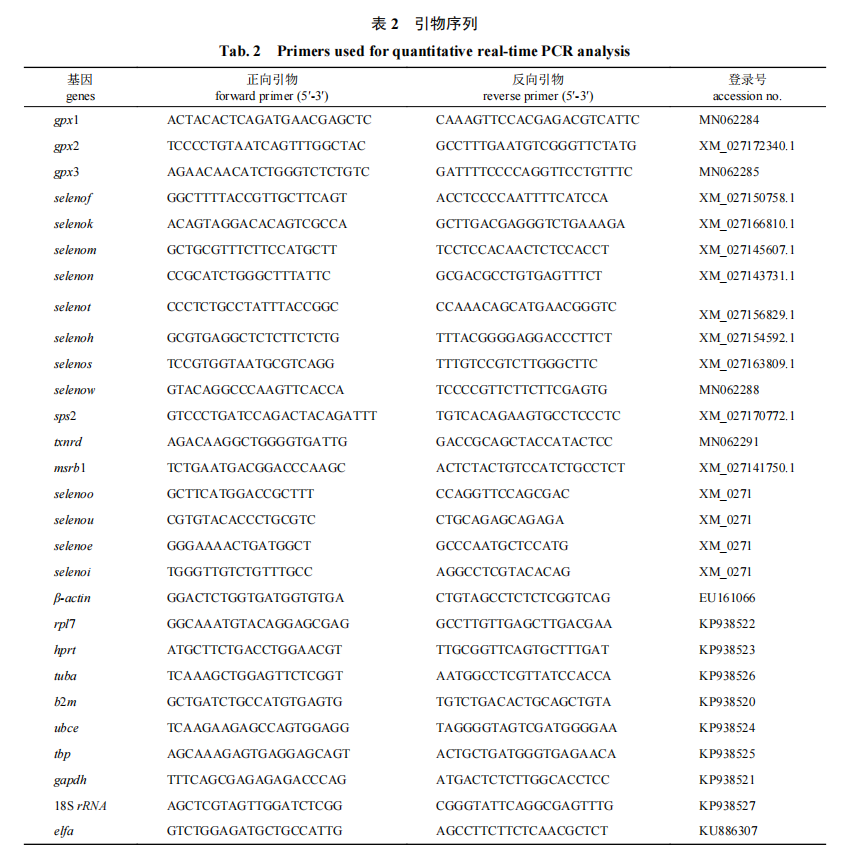 表 2 引物序列
Tab. 2 Primers used for quantitative real-time PCR analysis
基因 正向引物 反向引物 登录号
genes forward primer (5′-3′) reverse primer (5′-3′) accession no.
gpx1 ACTACACTCAGATGAACGAGCTC CAAAGTTCCACGAGACGTCATTC MN062284
gpx2 TCCCCTGTAATCAGTTTGGCTAC GCCTTTGAATGTCGGGTTCTATG XM_027172340.1
gpx3 AGAACAACATCTGGGTCTCTGTC GATTTTCCCCAGGTTCCTGTTTC MN062285
selenof GGCTTTTACCGTTGCTTCAGT ACCTCCCCAATTTTCATCCA XM_027150758.1
selenok ACAGTAGGACACAGTCGCCA GCTTGACGAGGGTCTGAAAGA XM_027166810.1
selenom GCTGCGTTTCTTCCATGCTT TCCTCCACAACTCTCCACCT XM_027145607.1
selenon CCGCATCTGGGCTTTATTC GCGACGCCTGTGAGTTTCT XM_027143731.1
selenot CCCTCTGCCTATTTACCGGC CCAAACAGCATGAACGGGTC XM_027156829.1
selenoh GCGTGAGGCTCTCTTCTCTG TTTACGGGGAGGACCCTTCT XM_027154592.1
selenos TCCGTGGTAATGCGTCAGG TTTGTCCGTCTTGGGCTTC XM_027163809.1
selenow GTACAGGCCCAAGTTCACCA TCCCCGTTCTTCTTCGAGTG MN062288
sps2 GTCCCTGATCCAGACTACAGATTT TGTCACAGAAGTGCCTCCCTC XM_027170772.1
txnrd AGACAAGGCTGGGGTGATTG GACCGCAGCTACCATACTCC MN062291
msrb1 TCTGAATGACGGACCCAAGC ACTCTACTGTCCATCTGCCTCT XM_027141750.1
selenoo GCTTCATGGACCGCTTT CCAGGTTCCAGCGAC XM_0271
selenou CGTGTACACCCTGCGTC CTGCAGAGCAGAGA XM_0271
selenoe GGGAAAACTGATGGCT GCCCAATGCTCCATG XM_0271
selenoi TGGGTTGTCTGTTTGCC AGGCCTCGTACACAG XM_0271
β-actin GGACTCTGGTGATGGTGTGA CTGTAGCCTCTCTCGGTCAG EU161066
rpl7 GGCAAATGTACAGGAGCGAG GCCTTGTTGAGCTTGACGAA KP938522
hprt ATGCTTCTGACCTGGAACGT TTGCGGTTCAGTGCTTTGAT KP938523
tuba TCAAAGCTGGAGTTCTCGGT AATGGCCTCGTTATCCACCA KP938526
b2m GCTGATCTGCCATGTGAGTG TGTCTGACACTGCAGCTGTA KP938520
ubce TCAAGAAGAGCCAGTGGAGG TAGGGGTAGTCGATGGGGAA KP938524
tbp AGCAAAGAGTGAGGAGCAGT ACTGCTGATGGGTGAGAACA KP938525
gapdh TTTCAGCGAGAGAGACCCAG ATGACTCTCTTGGCACCTCC KP938521
18S rRNA AGCTCGTAGTTGGATCTCGG CGGGTATTCAGGCGAGTTTG KP938527
elfa GTCTGGAGATGCTGCCATTG AGCCTTCTTCTCAACGCTCT KU886307